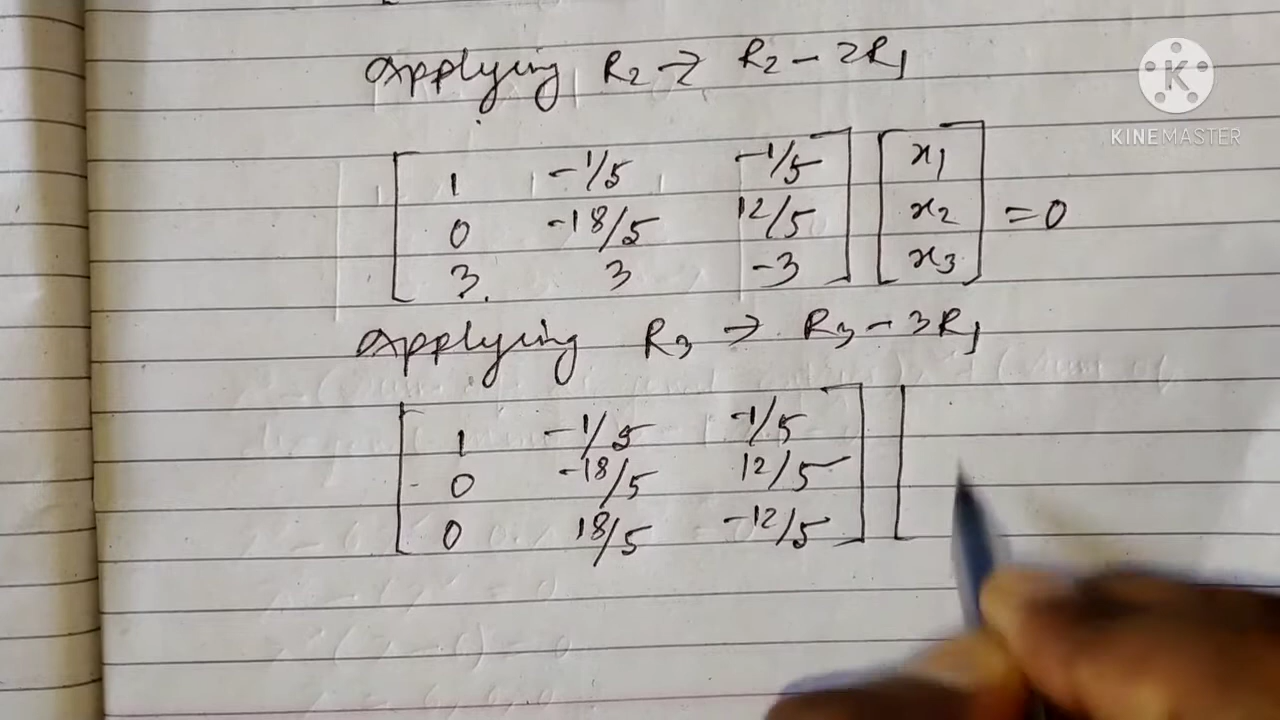 Applying R2 → R2 - 2R1
K
KINEMASTER
1 -1/5 -1/5 x1
0 -18/5 12/5 x2 = 0
3 3 -3 x3
Applying R3 → R3 - 3R1
1 -1/5 -1/5
0 -18/5 12/5
0 18/5 -12/5